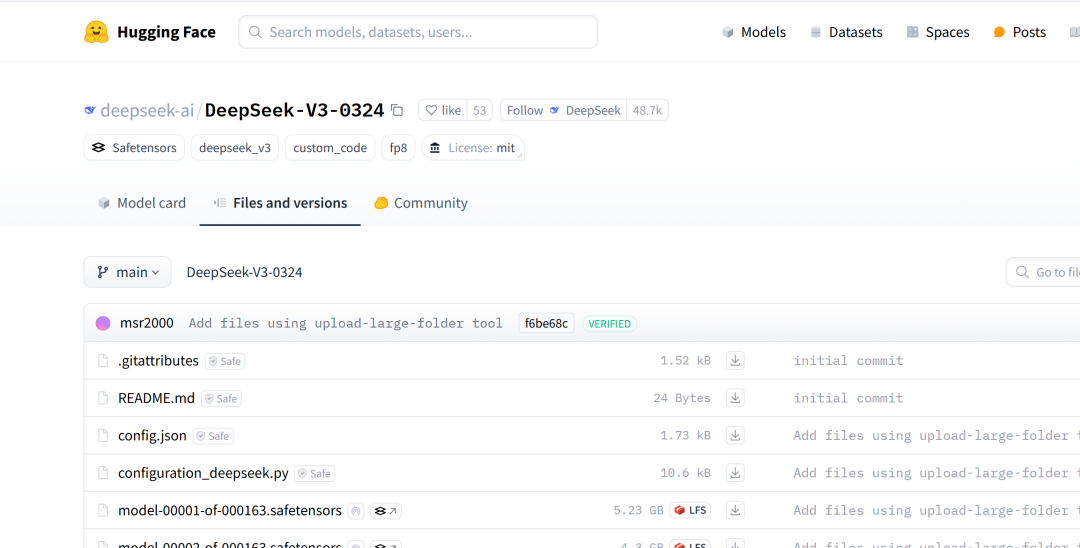 Hugging Face Search models, datasets, users... Models Datasets Spaces Posts
deepseek-ai/DeepSeek-V3-0324 like 53 Follow DeepSeek 48.7k
Safetensors deepseek_v3 custom_code fp8 License: mit
Model card Files and versions Community
main DeepSeek-V3-0324 Go to file
msr2000 Add files using upload-large-folder tool f6be68c VERIFIED
.gitattributes Safe 1.52 kB initial commit
README.md Safe 24 Bytes initial commit
config.json Safe 1.73 kB Add files using upload-large-folder
configuration_deepseek.py Safe 10.6 kB Add files using upload-large-folder
model-00001-of-000163.safetensors 5.23 GB LFS Add files using upload-large-folder
model-00002-of-000163.safetensors 4.3 GB LFS Add files using upload-large-folder